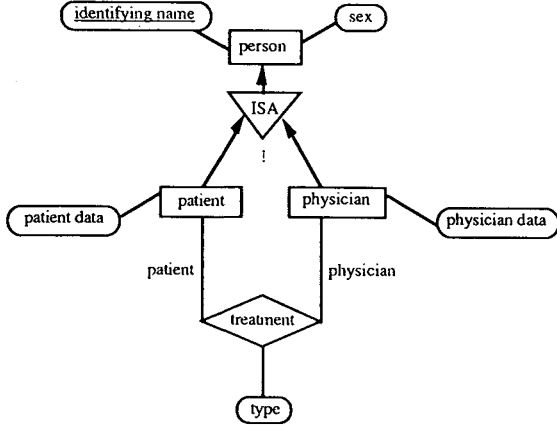 identifying name
sex
person
ISA
!
patient
physician
patient data
physician data
patient
physician
treatment
type